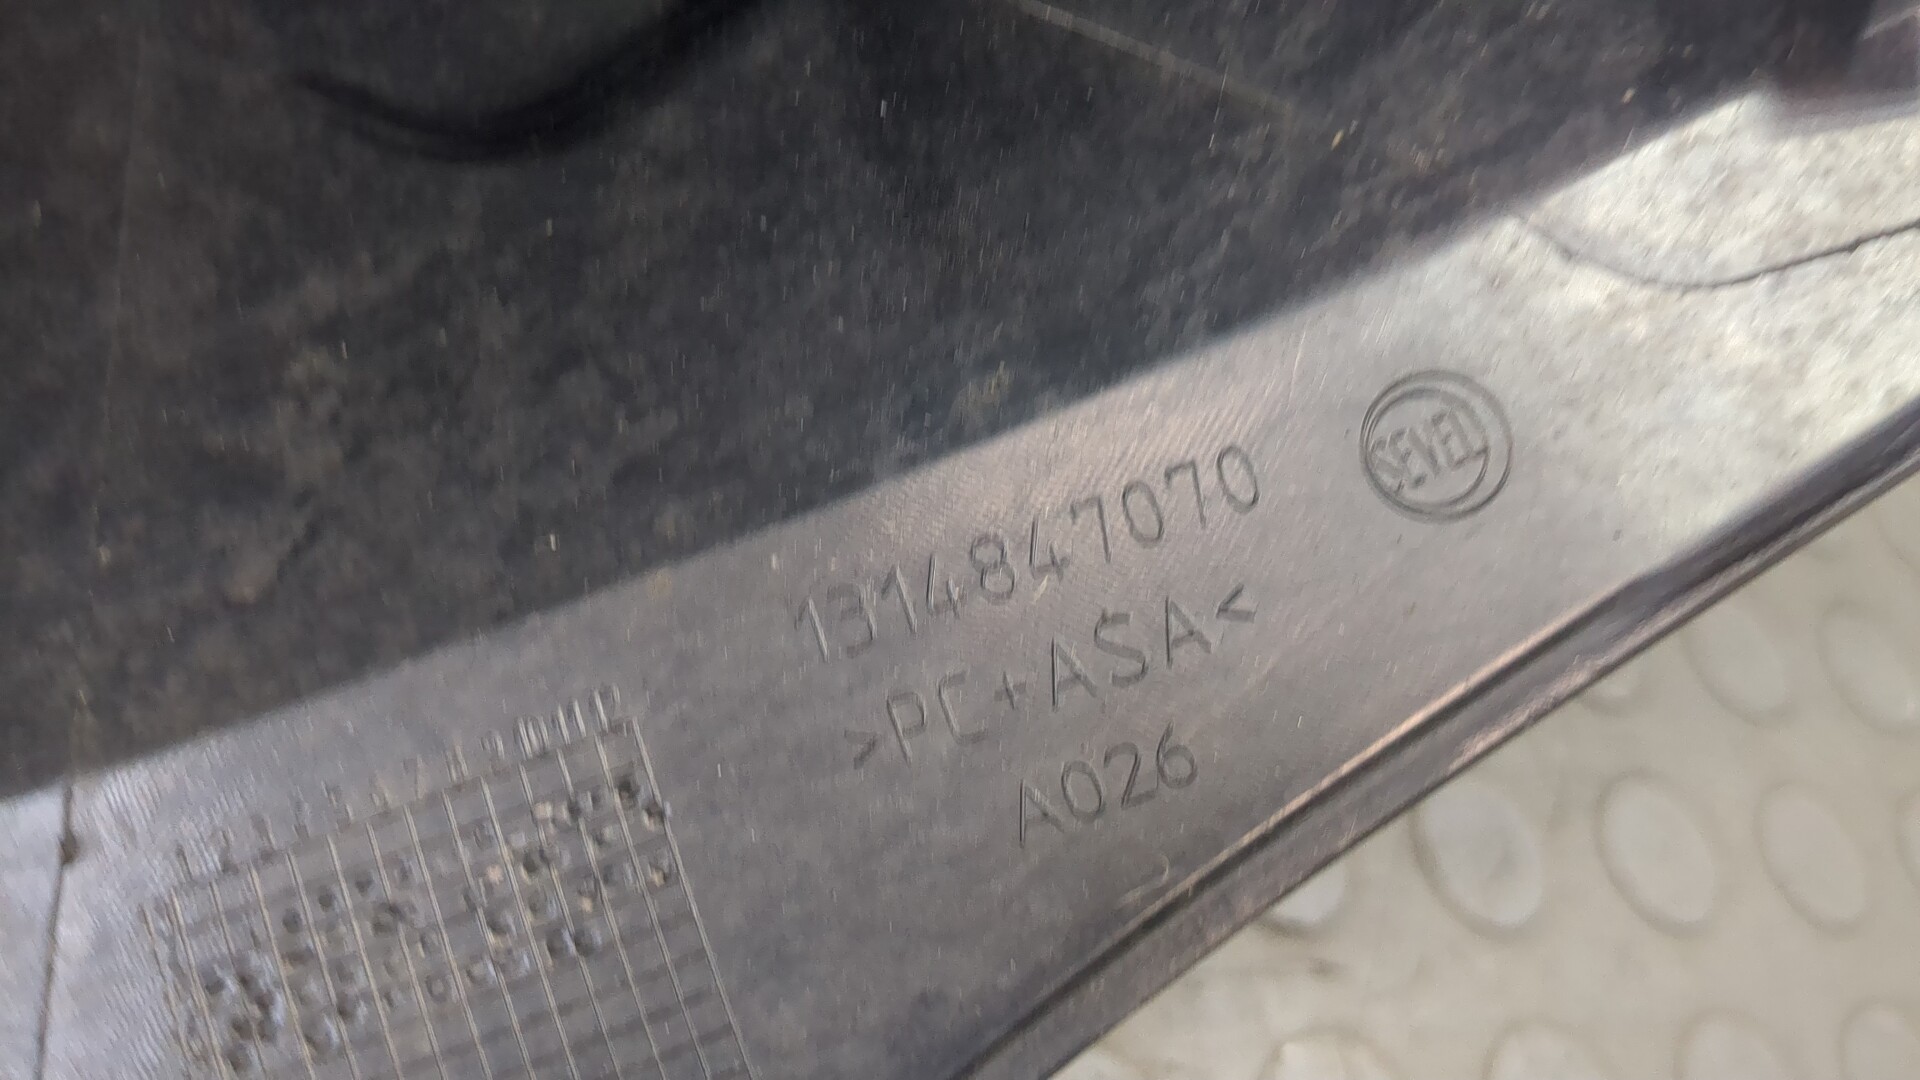 SEVEL
1314847070
>PC+ASA<
A026